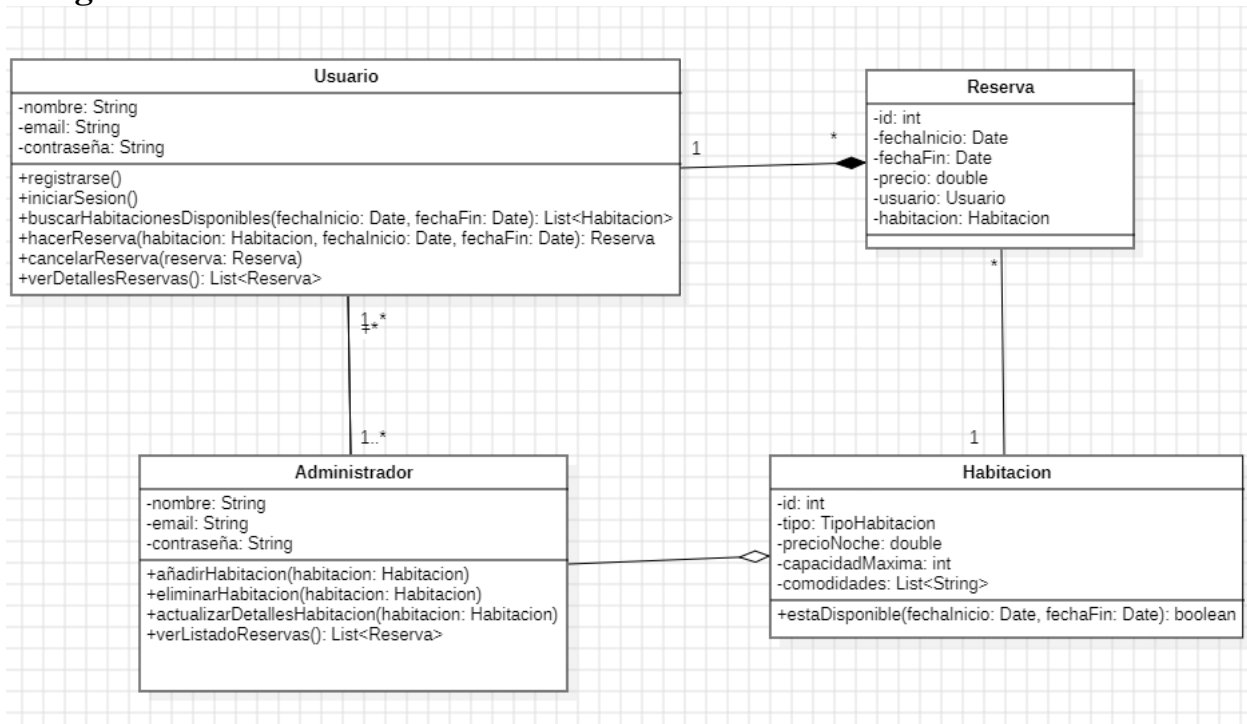 Usuario
-nombre: String
-email: String
-contraseña: String
+registrarse()
+iniciarSesion()
+buscarHabitacionesDisponibles(fechaInicio: Date, fechaFin: Date): List<Habitacion>
+hacerReserva(habitacion: Habitacion, fechaInicio: Date, fechaFin: Date): Reserva
+cancelarReserva(reserva: Reserva)
+verDetallesReservas(): List<Reserva>
1
*
Reserva
-id: int
-fechaInicio: Date
-fechaFin: Date
-precio: double
-usuario: Usuario
-habitacion: Habitacion
*
1
1..*
Administrador
-nombre: String
-email: String
-contraseña: String
+añadirHabitacion(habitacion: Habitacion)
+eliminarHabitacion(habitacion: Habitacion)
+actualizarDetallesHabitacion(habitacion: Habitacion)
+verListadoReservas(): List<Reserva>
Habitacion
-id: int
-tipo: TipoHabitacion
-precioNoche: double
-capacidadMaxima: int
-comodidades: List<String>
+estaDisponible(fechaInicio: Date, fechaFin: Date): boolean